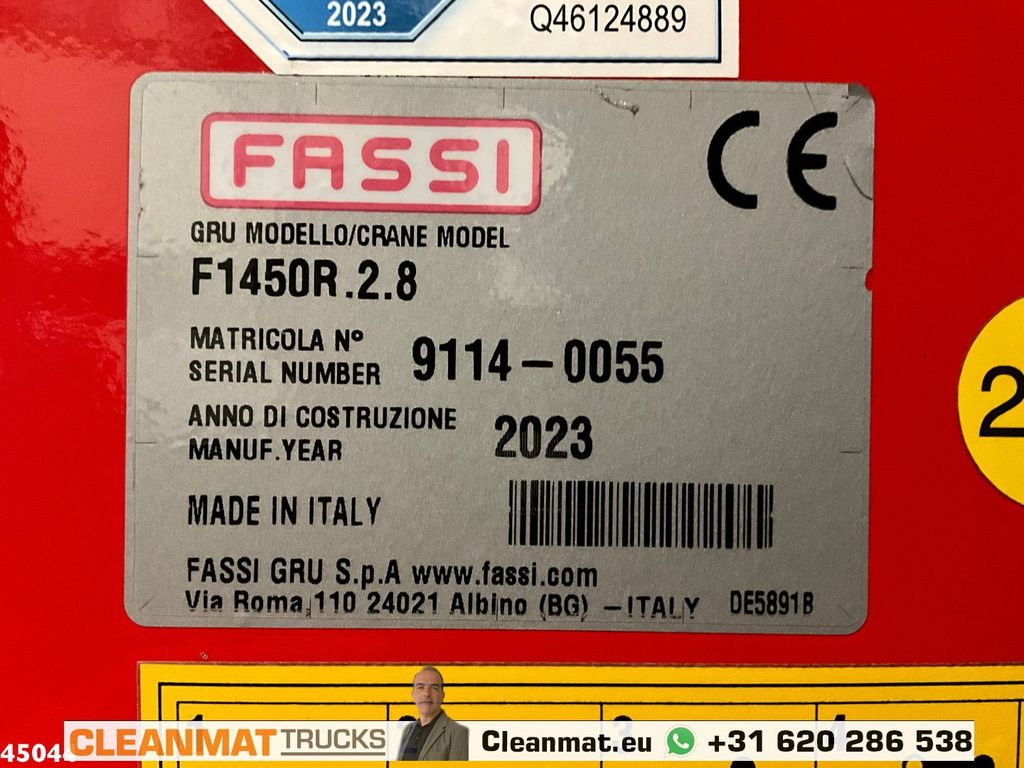 2023
Q46124889
FASSI
CE
GRU MODELLO/CRANE MODEL
F1450R.2.8
MATRICOLA Nº
SERIAL NUMBER 9114-0055
ANNO DI COSTRUZIONE
MANUF.YEAR 2023
2
MADE IN ITALY
FASSI GRU S.p.A www.fassi.com
Via Roma,110 24021 Albino (BG) -ITALY DE5891B
CLEANMAT TRUCKS Cleanmat.eu +31 620 286 538